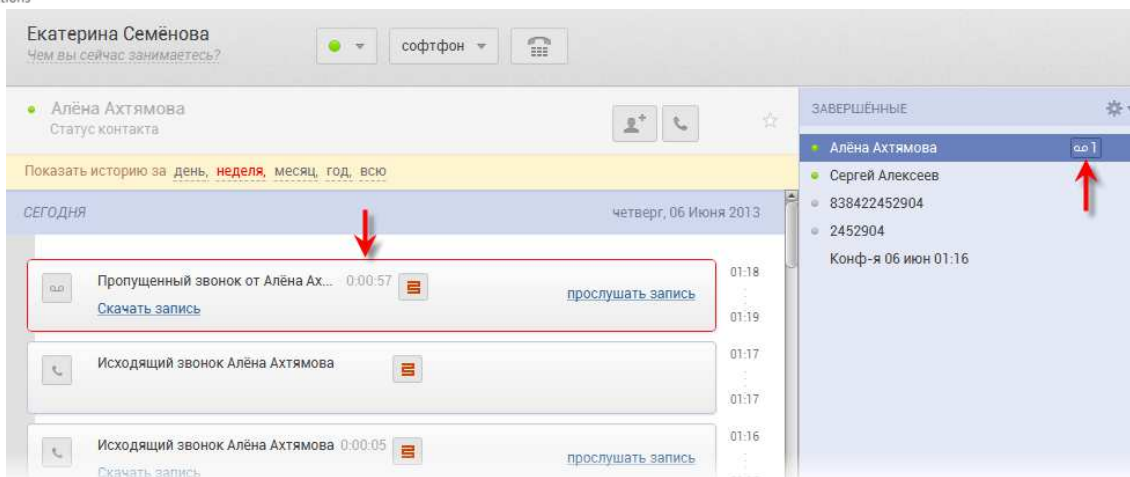 Екатерина Семёнова
Чем вы сейчас занимаетесь?
софтфон
Алёна Ахтямова
Статус контакта
Показать историю за день, неделя, месяц, год, всю
СЕГОДНЯ
четверг, 06 Июня 2013
Пропущенный звонок от Алёна Ах... 0:00:57
Скачать запись
прослушать запись
01:18
01:19
Исходящий звонок Алёна Ахтямова
01:17
01:17
Исходящий звонок Алёна Ахтямова 0:00:05
Скачать запись
прослушать запись
01:16
ЗАВЕРШЁННЫЕ
Алёна Ахтямова
1
Сергей Алексеев
838422452904
2452904
Конф-я 06 июн 01:16